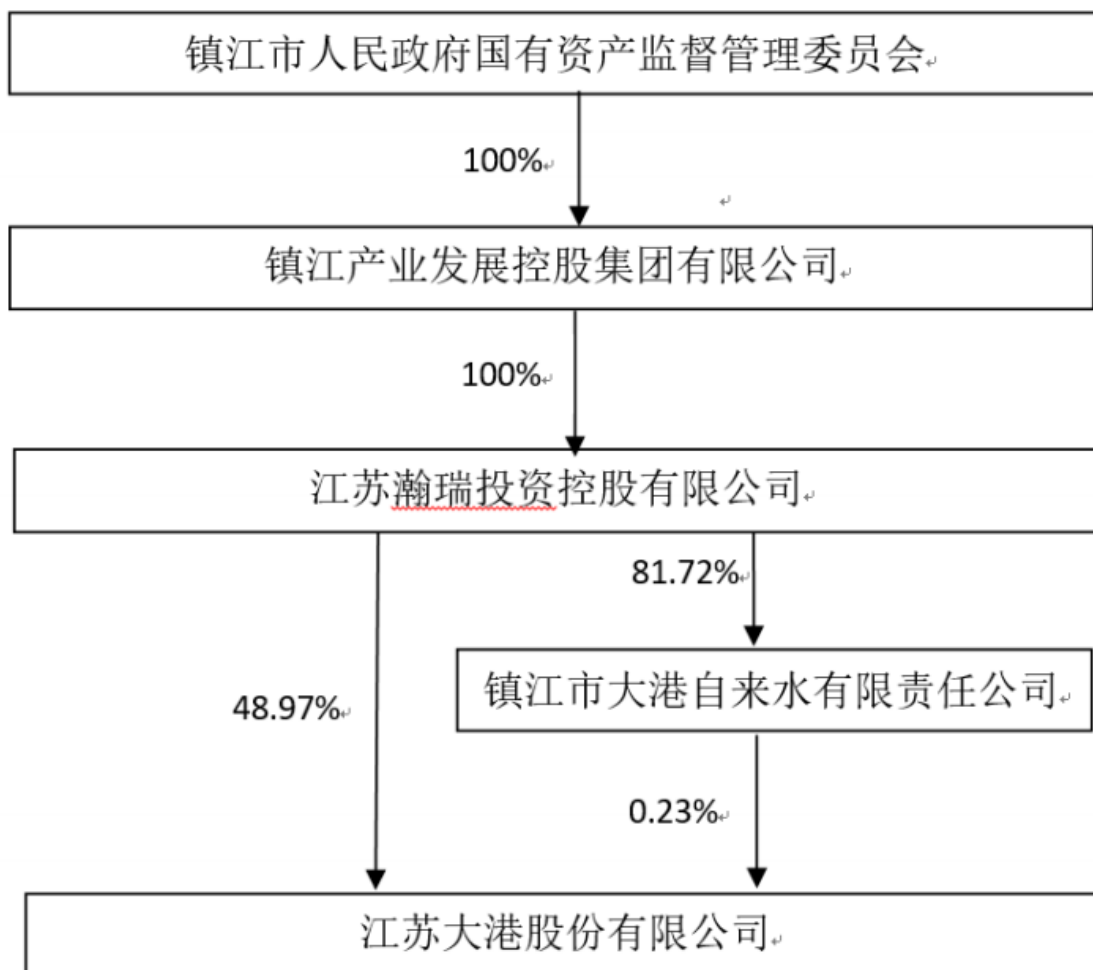 镇江市人民政府国有资产监督管理委员会
100%
镇江产业发展控股集团有限公司
100%
江苏瀚瑞投资控股有限公司
81.72%
镇江市大港自来水有限责任公司
48.97%
0.23%
江苏大港股份有限公司